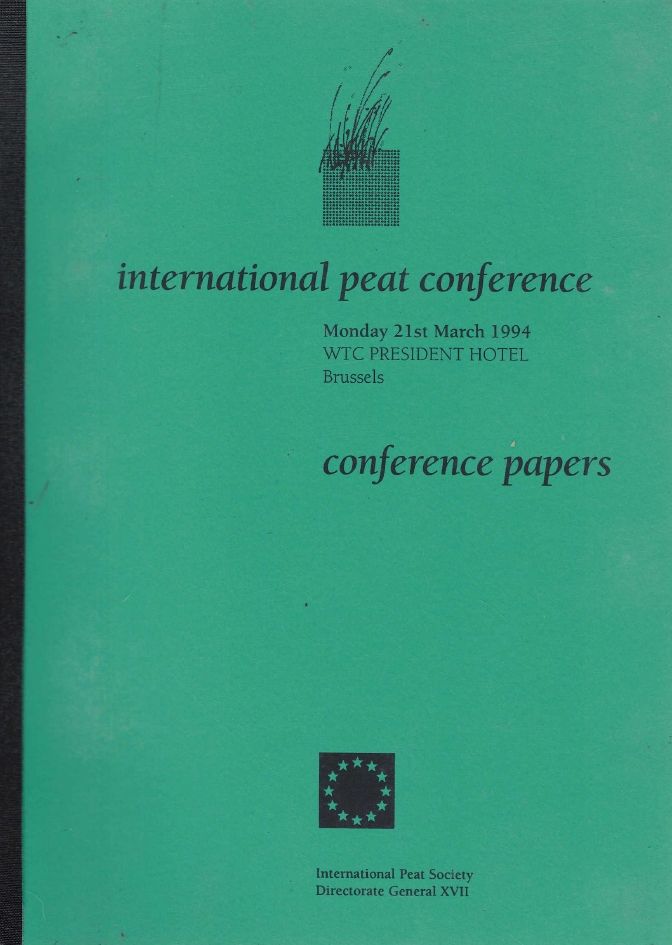 international peat conference
Monday 21st March 1994
WTC PRESIDENT HOTEL
Brussels
conference papers
International Peat Society
Directorate General XVII